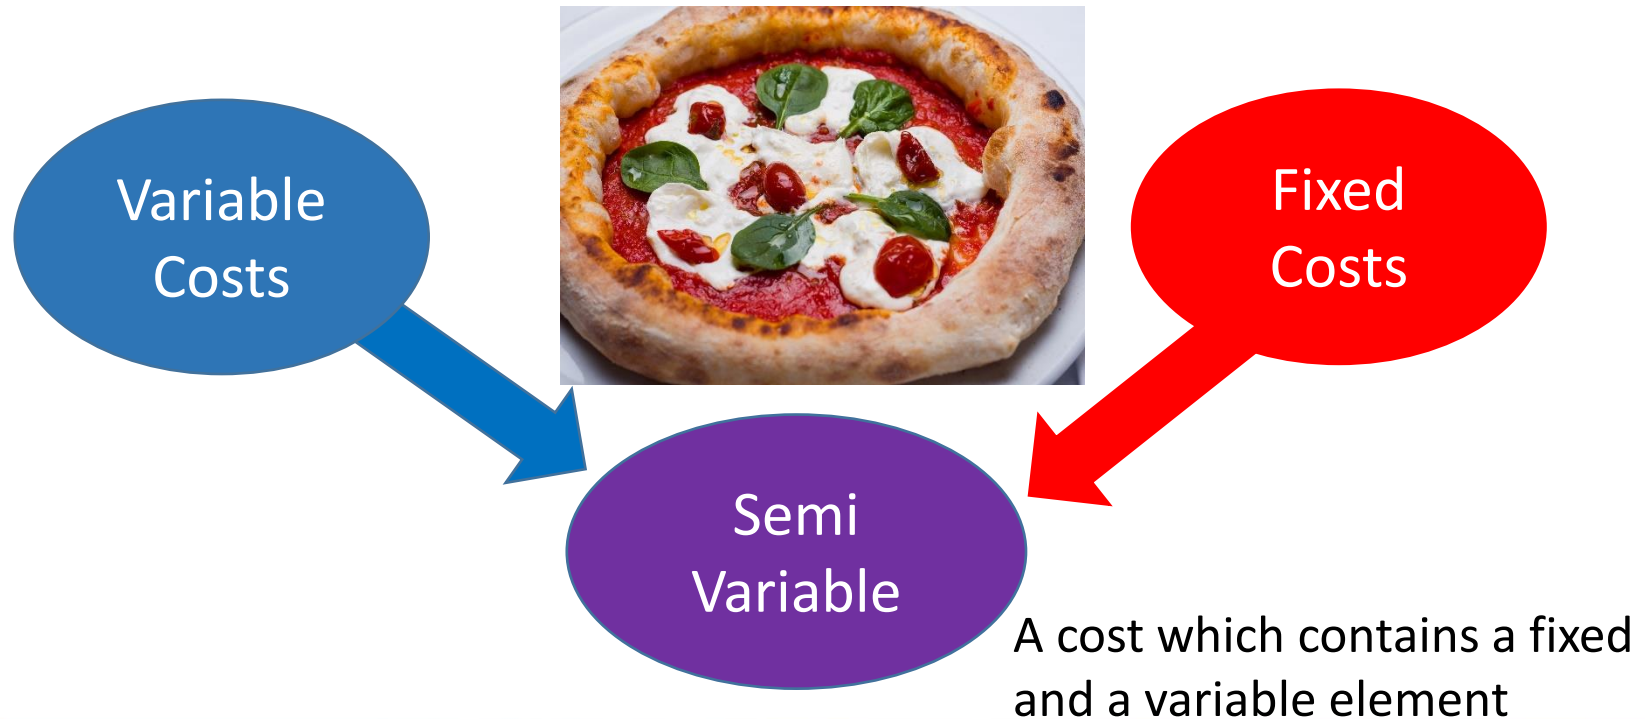 Variable
Costs
Fixed
Costs
Semi
Variable
A cost which contains a fixed
and a variable element